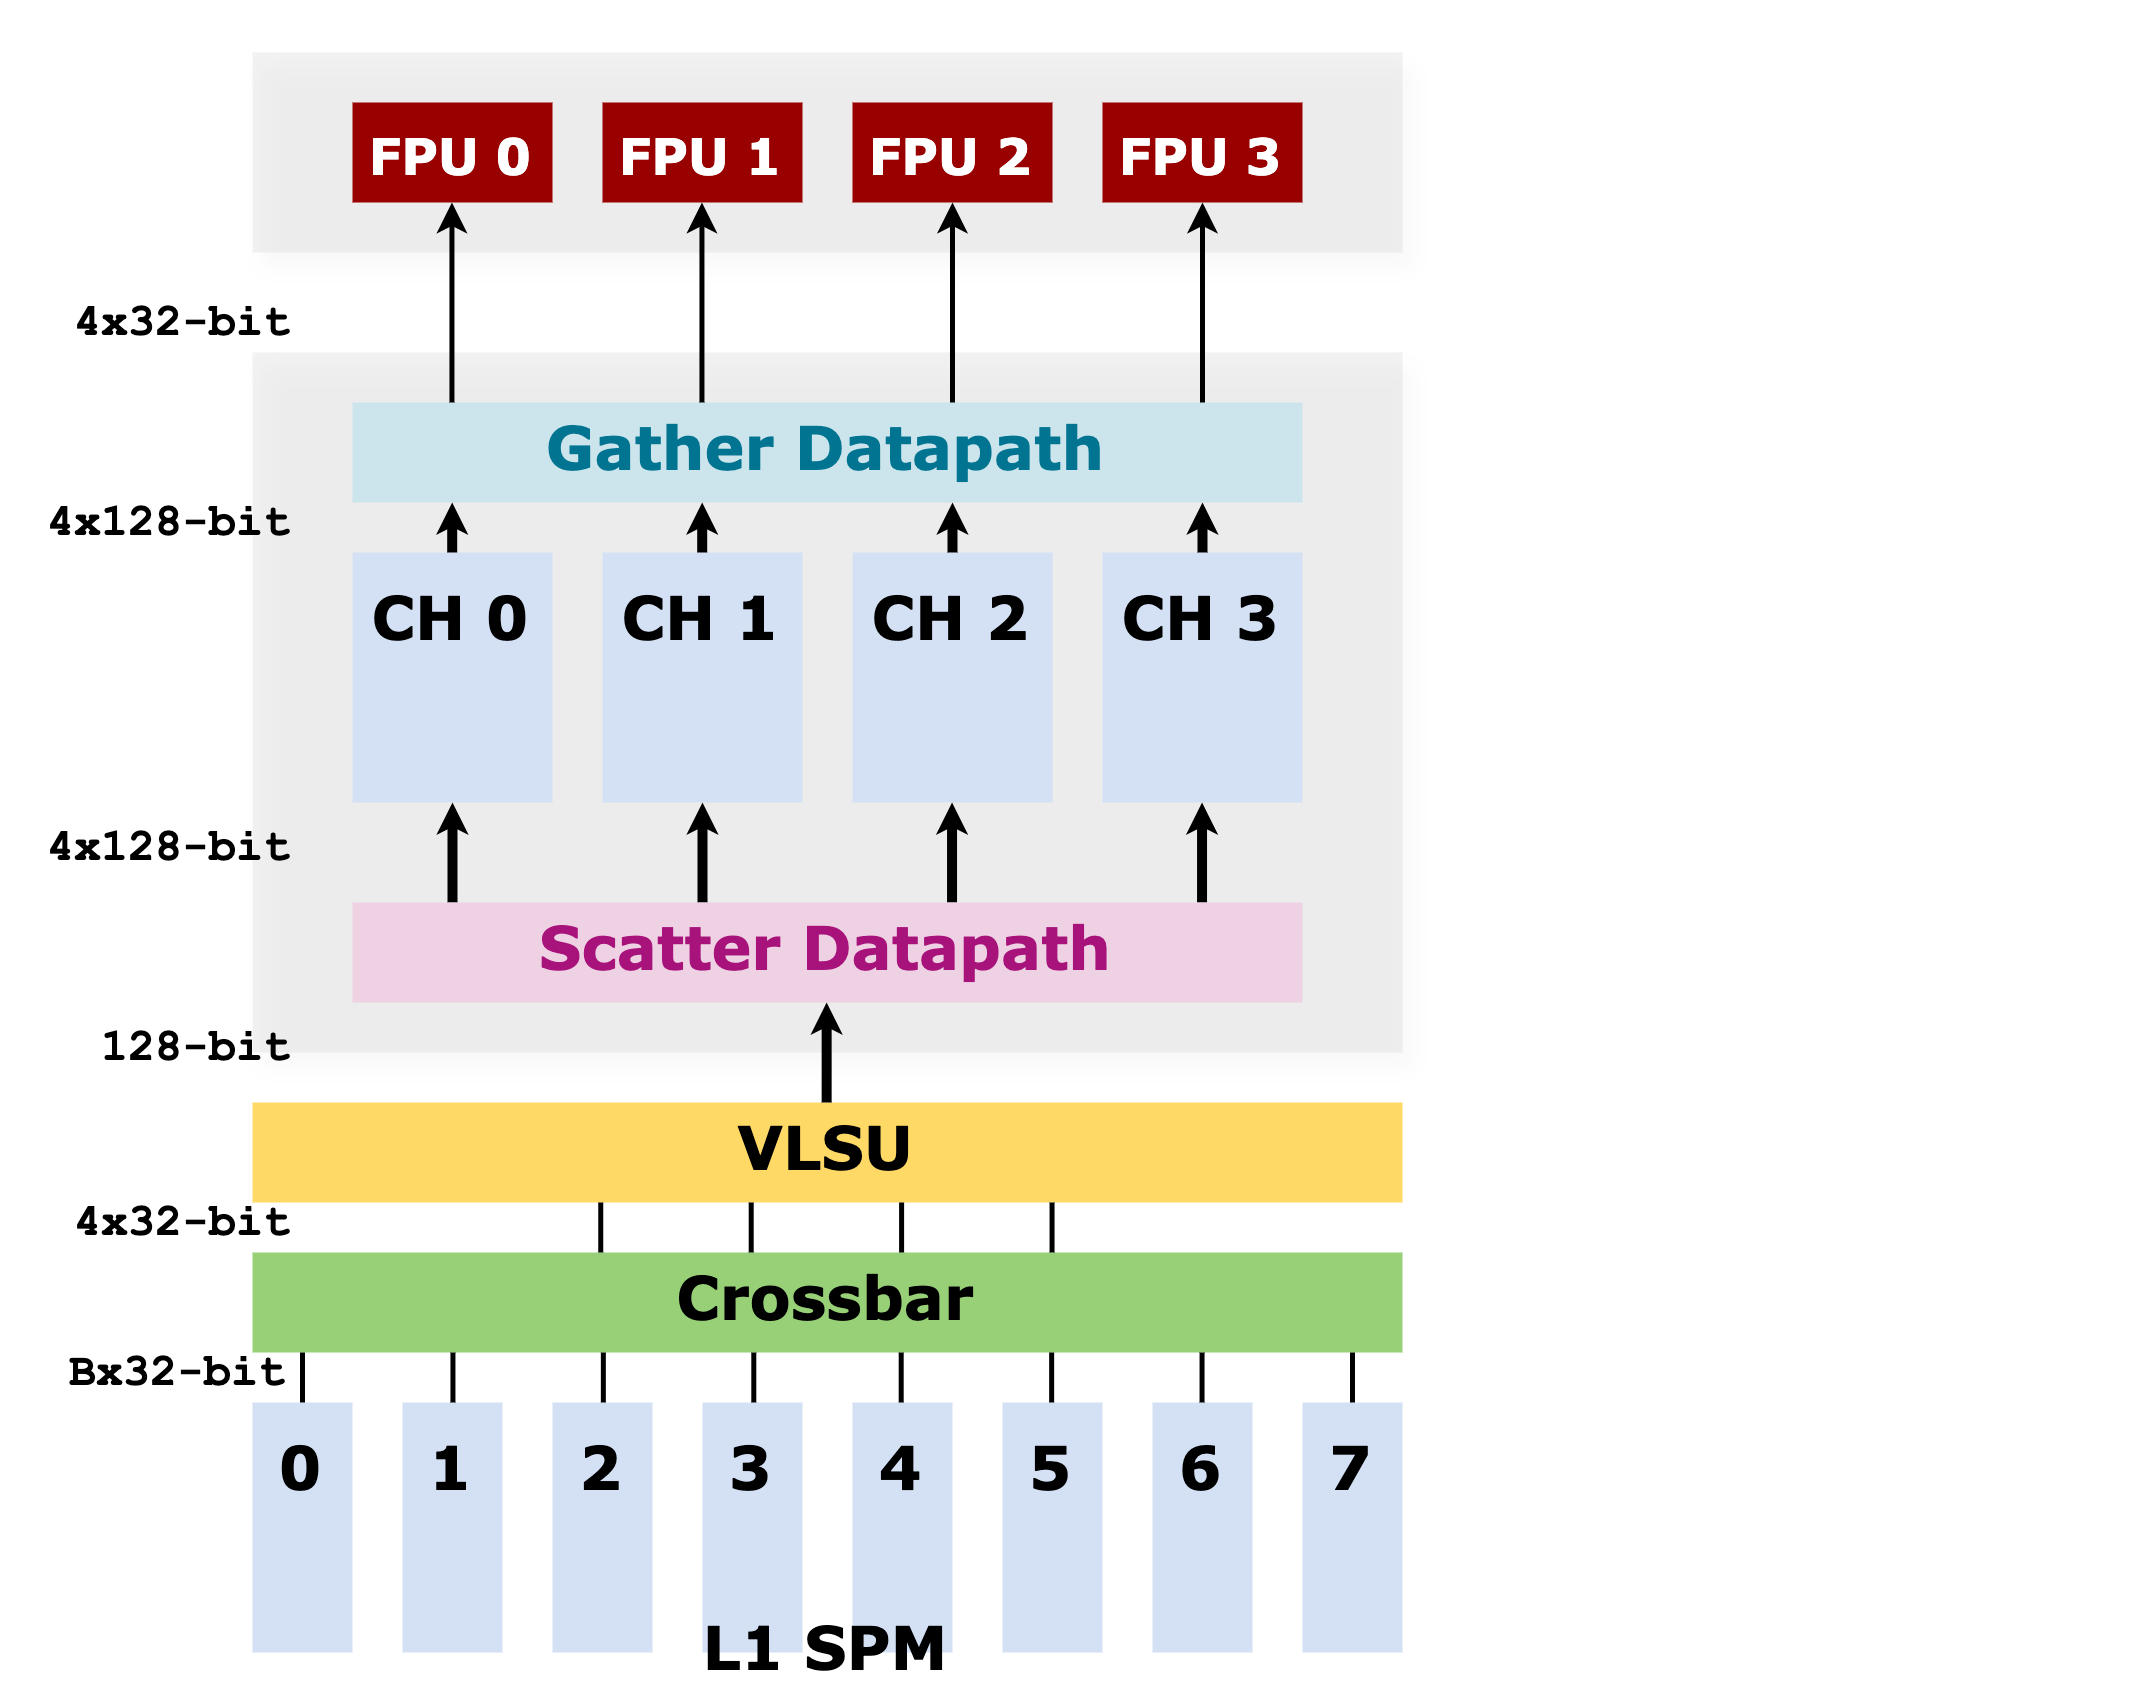 FPU 0 FPU 1 FPU 2 FPU 3
4x32-bit
Gather Datapath
4x128-bit
CH 0 CH 1 CH 2 CH 3
4x128-bit
Scatter Datapath
128-bit
VLSU
4x32-bit
Crossbar
Bx32-bit
0 1 2 3 4 5 6 7
L1 SPM